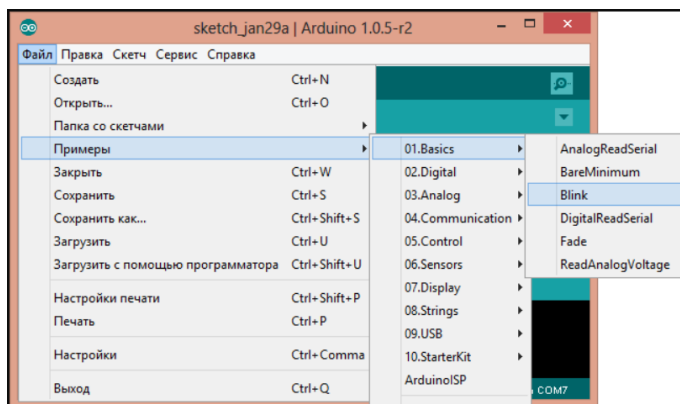 sketch_jan29a | Arduino 1.0.5-r2
Файл Правка Скетч Сервис Справка
Создать Ctrl+N
Открыть... Ctrl+O
Папка со скетчами
Примеры
Закрыть Ctrl+W
Сохранить Ctrl+S
Сохранить как... Ctrl+Shift+S
Загрузить Ctrl+U
Загрузить с помощью программатора Ctrl+Shift+U
Настройки печати Ctrl+Shift+P
Печать Ctrl+P
Настройки Ctrl+Comma
Выход Ctrl+Q
01.Basics
02.Digital
03.Analog
04.Communication
05.Control
06.Sensors
07.Display
08.Strings
09.USB
10.StarterKit
ArduinoISP
AnalogReadSerial
BareMinimum
Blink
DigitalReadSerial
Fade
ReadAnalogVoltage
COM7